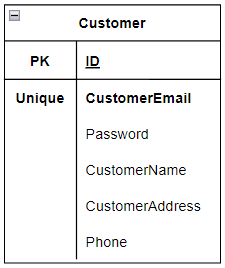 Customer
PK ID
Unique CustomerEmail
Password
CustomerName
CustomerAddress
Phone